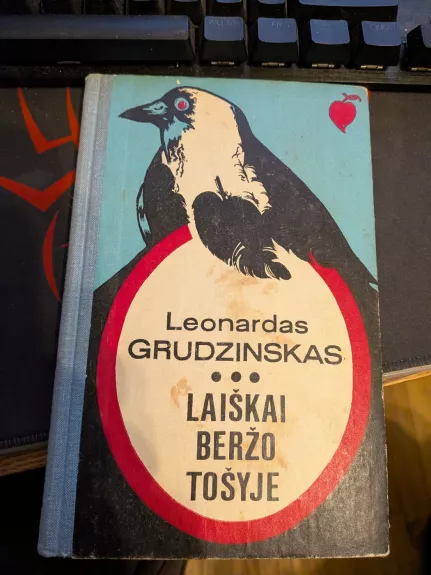 Leonardas
GRUDZINSKAS
•••
LAIŠKAI
BERŽO
TOŠYJE